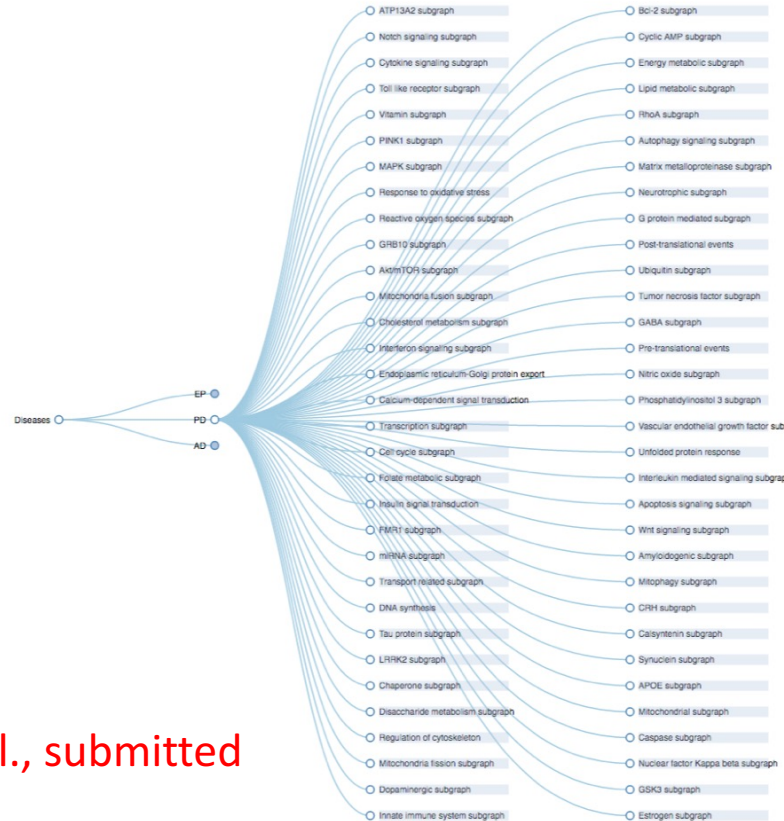 ATP13A2 subgraph
Notch signaling subgraph
Cytokine signaling subgraph
Toll like receptor subgraph
Vitamin subgraph
PINK1 subgraph
MAPK subgraph
Response to oxidative stress
Reactive oxygen species subgraph
GRB10 subgraph
Akt/mTOR subgraph
Mitochondria fusion subgraph
Cholesterol metabolism subgraph
Interferon signaling subgraph
Endoplasmic reticulum-Golgi protein export
Calcium-dependent signal transduction
Transcription subgraph
Cell cycle subgraph
Folate metabolic subgraph
Insulin signal transduction
FMR1 subgraph
miRNA subgraph
Transport related subgraph
DNA synthesis
Tau protein subgraph
LRRK2 subgraph
Chaperone subgraph
Disaccharide metabolism subgraph
Regulation of cytoskeleton
Mitochondria fission subgraph
Dopaminergic subgraph
Innate immune system subgraph
Bcl-2 subgraph
Cyclic AMP subgraph
Energy metabolic subgraph
Lipid metabolic subgraph
RhoA subgraph
Autophagy signaling subgraph
Matrix metalloproteinase subgraph
Neurotrophic subgraph
G protein mediated subgraph
Post-translational events
Ubiquitin subgraph
Tumor necrosis factor subgraph
GABA subgraph
Pre-translational events
Nitric oxide subgraph
Phosphatidylinositol 3 subgraph
Vascular endothelial growth factor sub
Unfolded protein response
Interleukin mediated signaling subgrap
Apoptosis signaling subgraph
Wnt signaling subgraph
Amyloidogenic subgraph
Mitophagy subgraph
CRH subgraph
Calsyntenin subgraph
Synuclein subgraph
APOE subgraph
Mitochondrial subgraph
Caspase subgraph
Nuclear factor Kappa beta subgraph
GSK3 subgraph
Estrogen subgraph
Diseases
EP
PD
AD
l., submitted